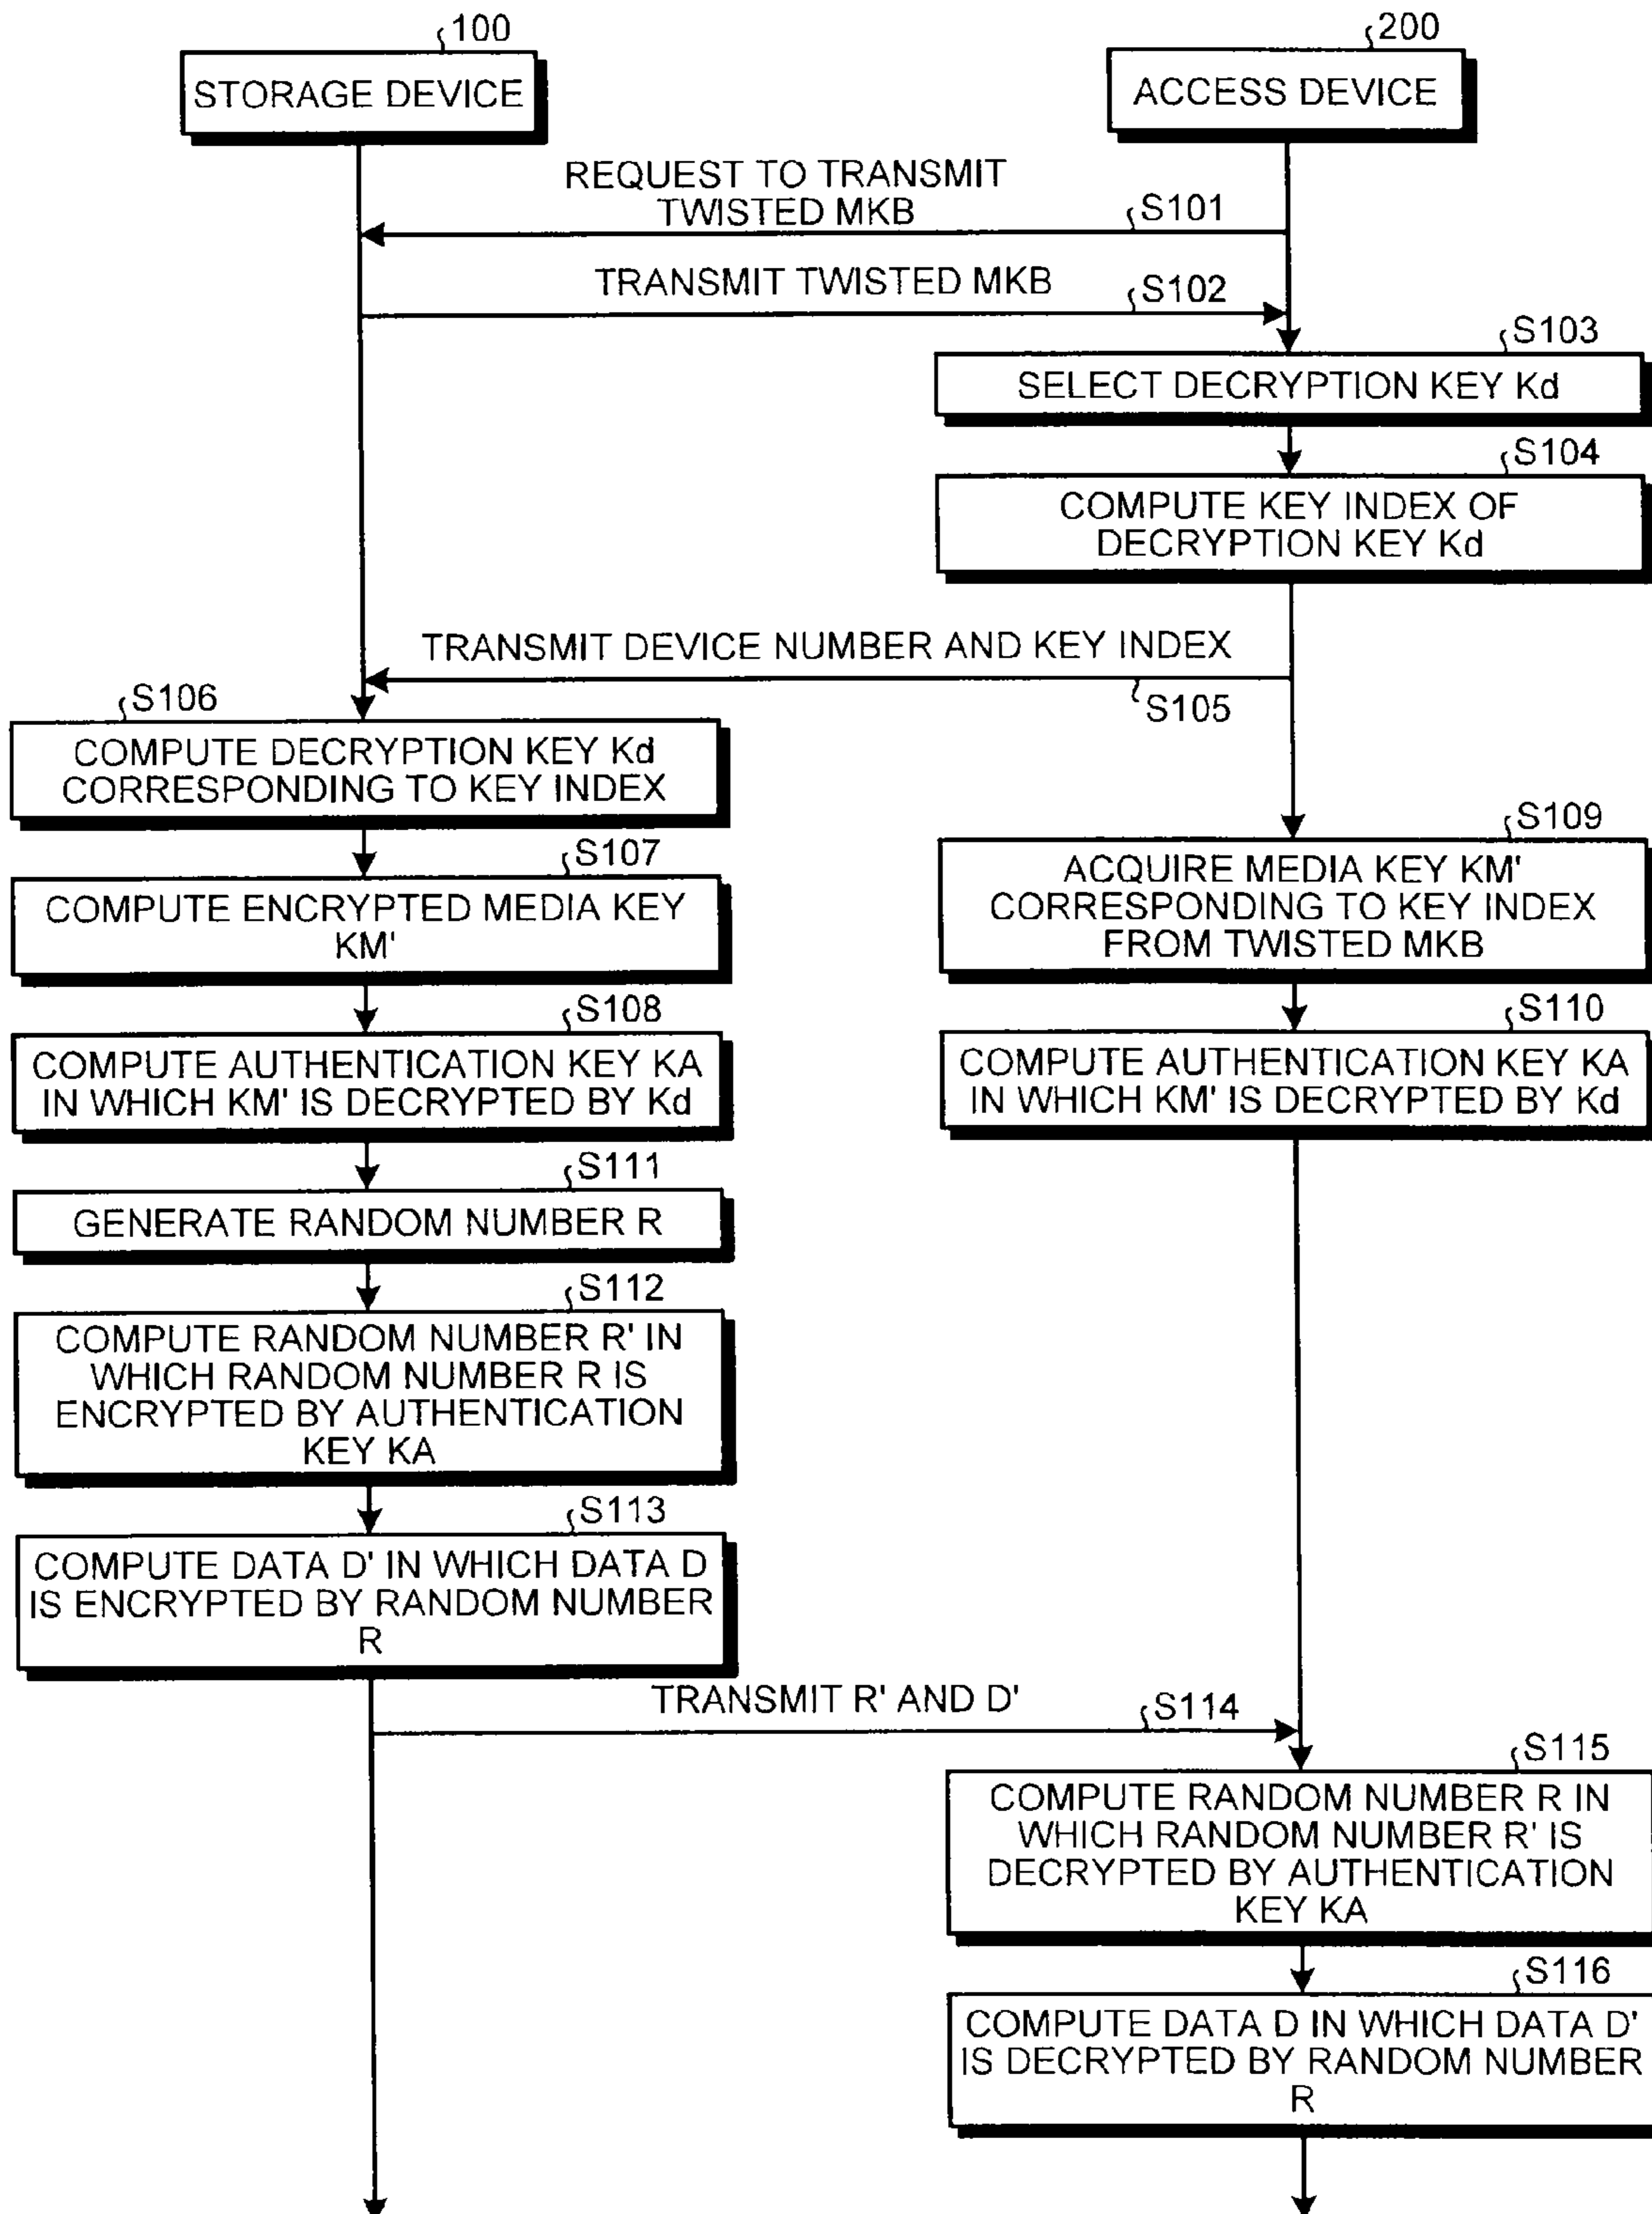 100
STORAGE DEVICE
200
ACCESS DEVICE
REQUEST TO TRANSMIT
TWISTED MKB
S101
TRANSMIT TWISTED MKB
S102
S103
SELECT DECRYPTION KEY Kd
S104
COMPUTE KEY INDEX OF
DECRYPTION KEY Kd
TRANSMIT DEVICE NUMBER AND KEY INDEX
S105
S106
COMPUTE DECRYPTION KEY Kd
CORRESPONDING TO KEY INDEX
S107
COMPUTE ENCRYPTED MEDIA KEY
KM'
S109
ACQUIRE MEDIA KEY KM'
CORRESPONDING TO KEY INDEX
FROM TWISTED MKB
S108
COMPUTE AUTHENTICATION KEY KA
IN WHICH KM' IS DECRYPTED BY Kd
S110
COMPUTE AUTHENTICATION KEY KA
IN WHICH KM' IS DECRYPTED BY Kd
S111
GENERATE RANDOM NUMBER R
S112
COMPUTE RANDOM NUMBER R' IN
WHICH RANDOM NUMBER R IS
ENCRYPTED BY AUTHENTICATION
KEY KA
S113
COMPUTE DATA D' IN WHICH DATA D
IS ENCRYPTED BY RANDOM NUMBER
R
TRANSMIT R' AND D'
S114
S115
COMPUTE RANDOM NUMBER R IN
WHICH RANDOM NUMBER R' IS
DECRYPTED BY AUTHENTICATION
KEY KA
S116
COMPUTE DATA D IN WHICH DATA D'
IS DECRYPTED BY RANDOM NUMBER
R